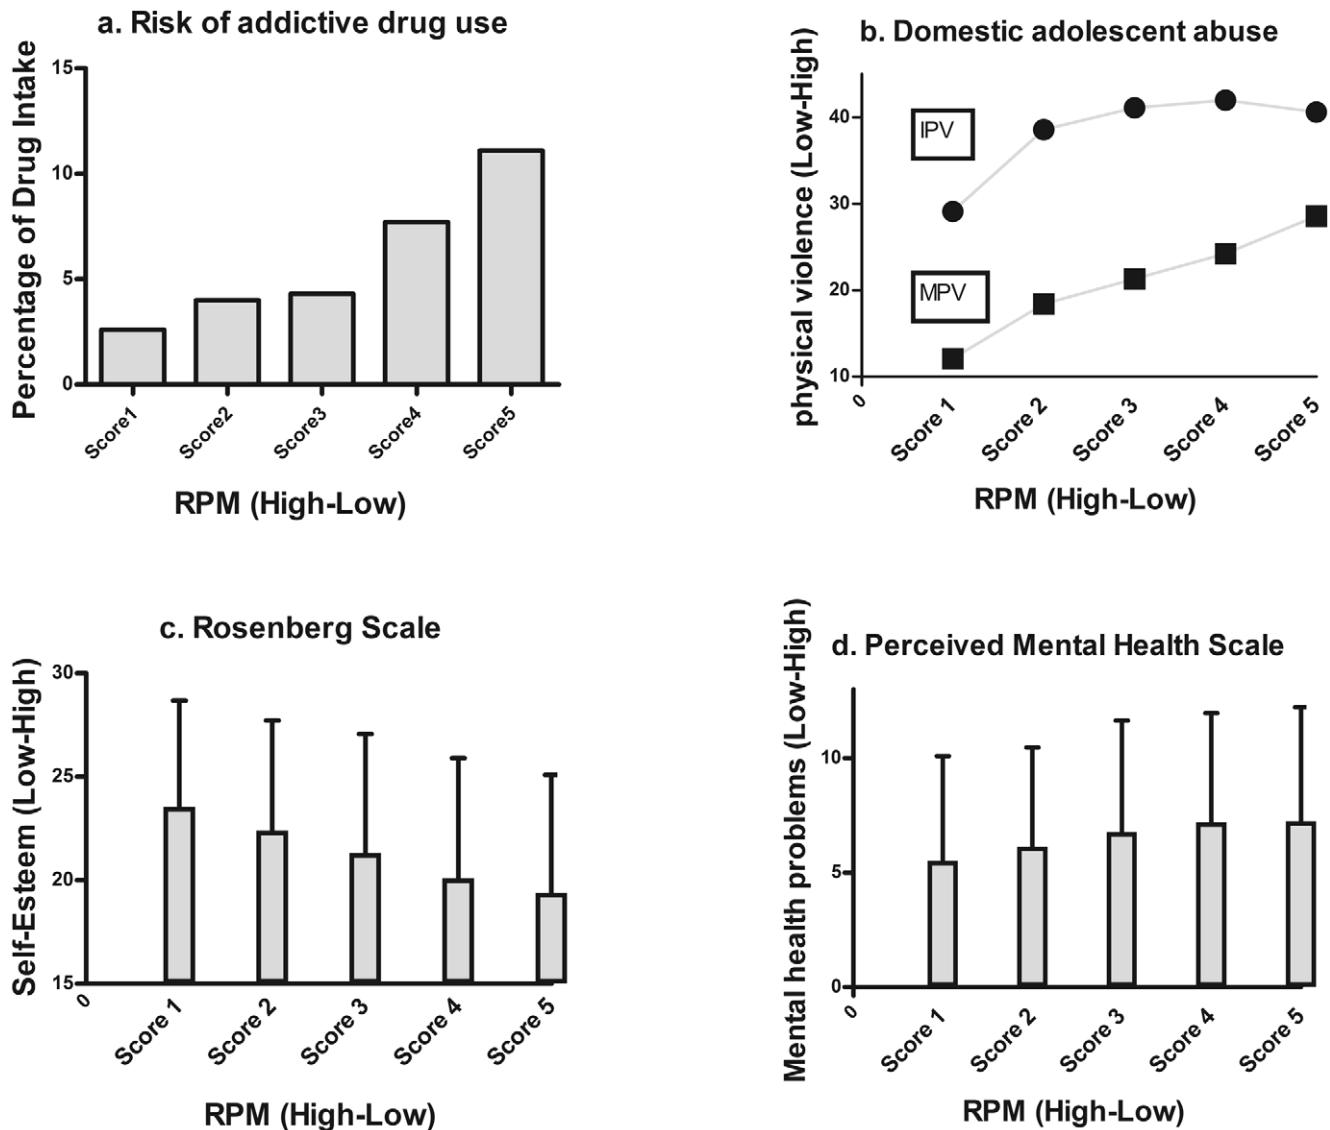 a. Risk of addictive drug use
Percentage of Drug Intake
15
10
5
0
Score1
Score2
Score3
Score4
Score5
RPM (High-Low)
b. Domestic adolescent abuse
physical violence (Low-High)
40
30
20
10
IPV
MPV
0
Score 1
Score 2
Score 3
Score 4
Score 5
RPM (High-Low)
c. Rosenberg Scale
Self-Esteem (Low-High)
30
25
20
15
0
Score 1
Score 2
Score 3
Score 4
Score 5
RPM (High-Low)
d. Perceived Mental Health Scale
Mental health problems (Low-High)
10
5
0
0
Score 1
Score 2
Score 3
Score 4
Score 5
RPM (High-Low)